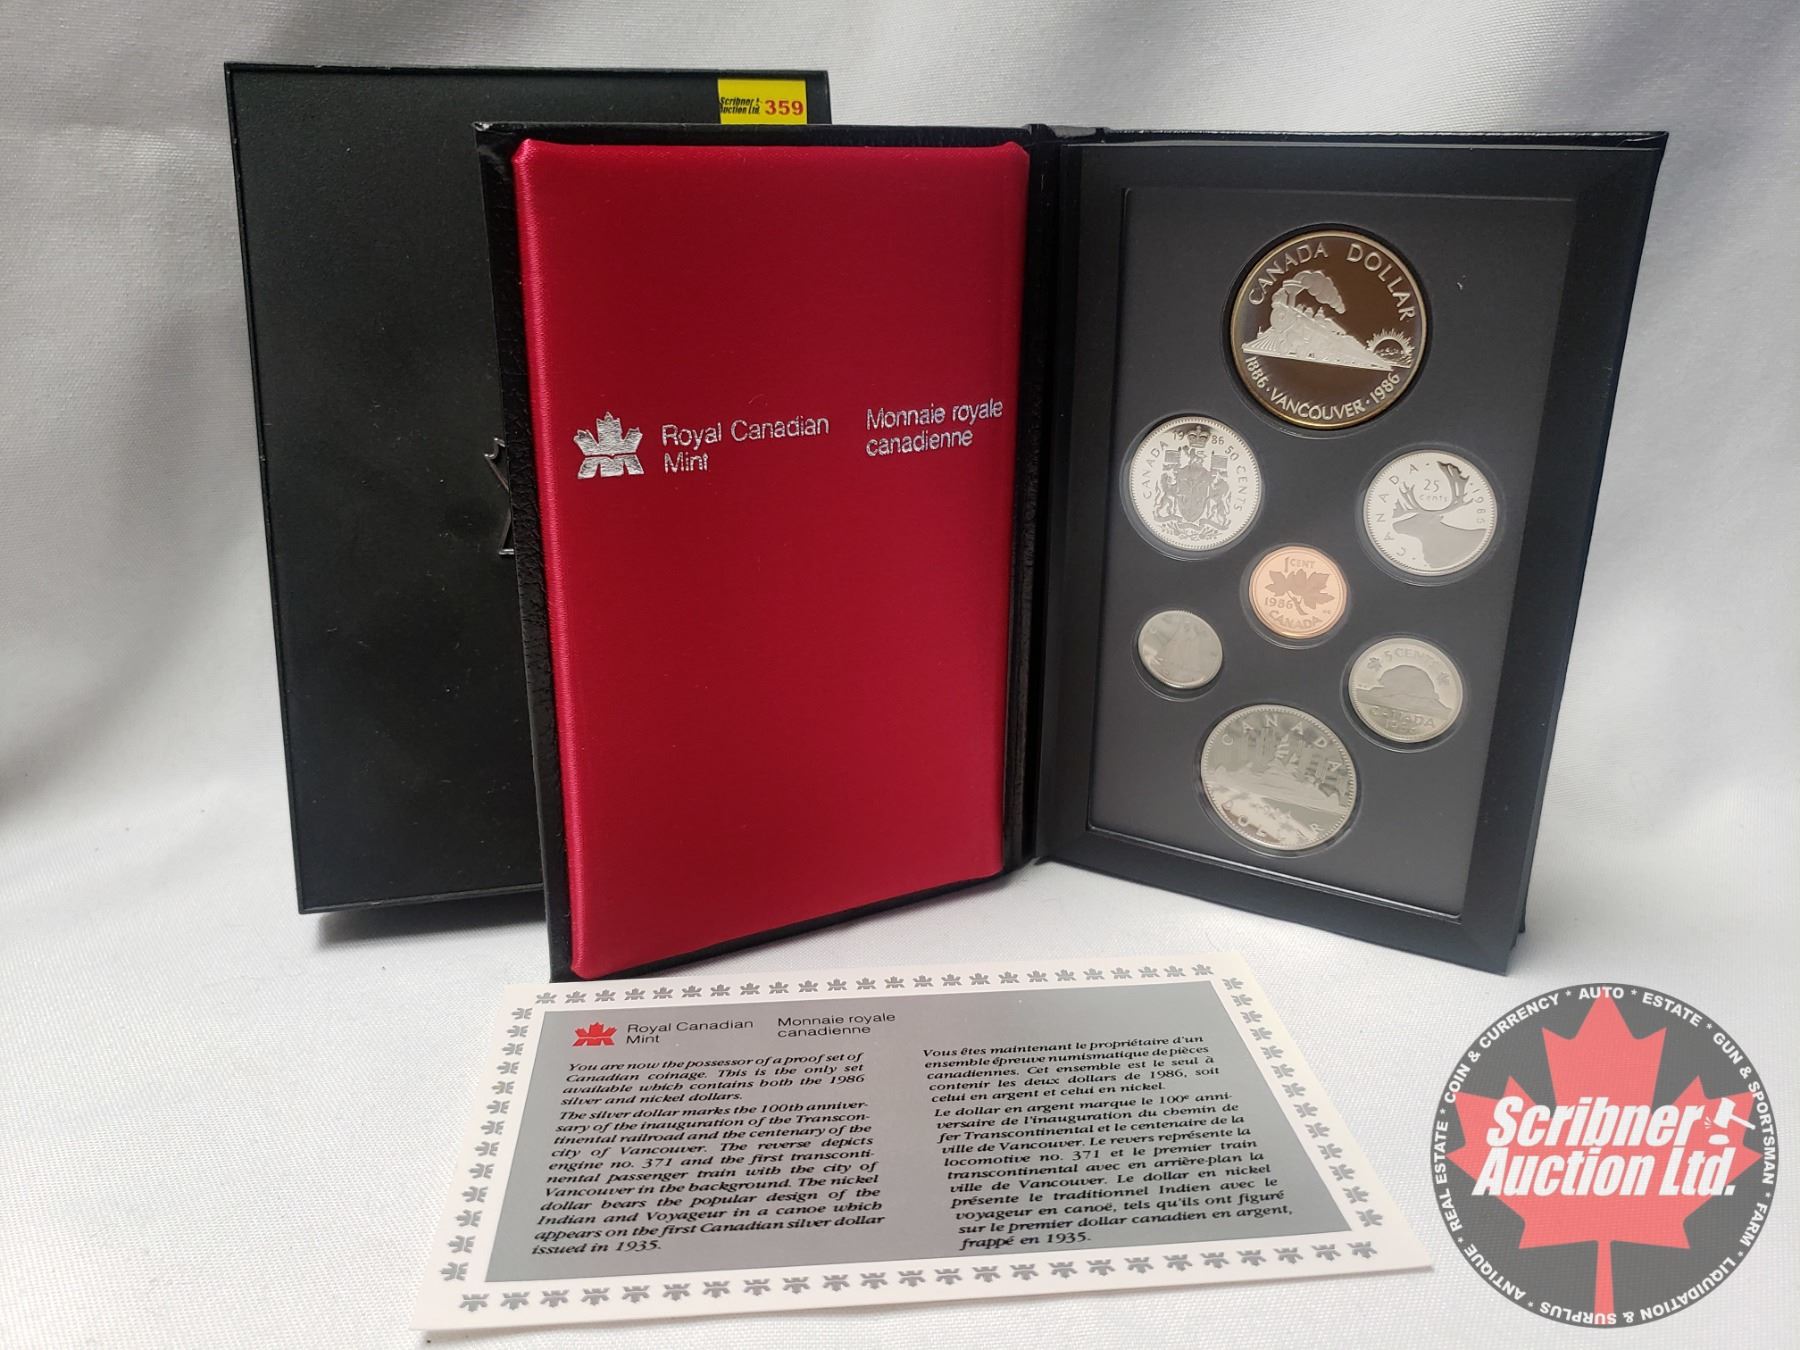 Scribner
Auction Ltd. 359
Royal Canadian
Mint
Monnaie royale
canadienne
CANADA DOLLAR
1886 · VANCOUVER · 1986
1986
CANADA 50 CENTS
CANADA · 1986
25
cents
1 CENT
1986
CANADA
5 CENTS
CANADA
CANADA
DOLLAR
Royal Canadian
Mint
Monnaie royale
canadienne
You are now the possessor of a proof set of
Canadian coinage. This is the only set
available which contains both the 1986
silver and nickel dollars.
The silver dollar marks the 100th anniver-
sary of the inauguration of the Transcon-
tinental railroad and the centenary of the
city of Vancouver. The reverse depicts
engine no. 371 and the first transconti-
nental passenger train with the city of
Vancouver in the background. The nickel
dollar bears the popular design of the
Indian and Voyageur in a canoe which
appears on the first Canadian silver dollar
issued in 1935.
Vous êtes maintenant le propriétaire d'un
ensemble épreuve numismatique de pièces
canadiennes. Cet ensemble est le seul à
contenir les deux dollars de 1986, soit
celui en argent et celui en nickel.
Le dollar en argent marque le 100e anni-
versaire de l'inauguration du chemin de
fer Transcontinental et le centenaire de la
ville de Vancouver. Le revers représente la
locomotive no. 371 et le premier train
transcontinental avec en arrière-plan la
ville de Vancouver. Le dollar en nickel
présente le traditionnel Indien avec le
voyageur en canoë, tels qu'ils ont figuré
sur le premier dollar canadien en argent,
frappé en 1935.
Scribner
Auction Ltd.
ANTIQUE * REAL ESTATE * COIN & CURRENCY * AUTO * ESTATE * GUN & SPORTSMAN * FARM * LIQUIDATION & SURPLUS *